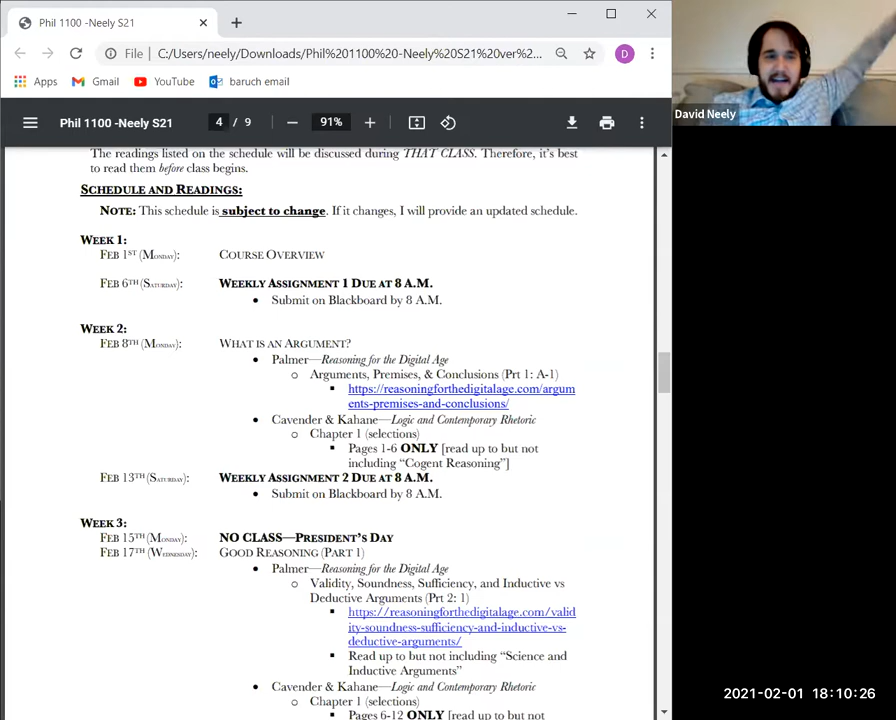 Phil 1100 -Neely S21
File
C:/Users/neely/Downloads/Phil%201100%20-Neely%20S21%20ver%2...
D
Apps
Gmail
YouTube
baruch email
Phil 1100 -Neely S21
4 / 9
91%
David Neely
The readings listed on the schedule will be discussed during THAT CLASS. Therefore, it's best
to read them before class begins.
SCHEDULE AND READINGS:
NOTE: This schedule is subject to change. If it changes, I will provide an updated schedule.
WEEK 1:
FEB 1ST (MONDAY): COURSE OVERVIEW
FEB 6TH (SATURDAY): WEEKLY ASSIGNMENT 1 DUE AT 8 A.M.
• Submit on Blackboard by 8 A.M.
WEEK 2:
FEB 8TH (MONDAY): WHAT IS AN ARGUMENT?
• Palmer—Reasoning for the Digital Age
o Arguments, Premises, & Conclusions (Prt 1: A-1)
▪ https://reasoningforthedigitalage.com/argum
ents-premises-and-conclusions/
• Cavender & Kahane—Logic and Contemporary Rhetoric
o Chapter 1 (selections)
▪ Pages 1-6 ONLY [read up to but not
including "Cogent Reasoning"]
FEB 13TH (SATURDAY): WEEKLY ASSIGNMENT 2 DUE AT 8 A.M.
• Submit on Blackboard by 8 A.M.
WEEK 3:
FEB 15TH (MONDAY): NO CLASS—PRESIDENT'S DAY
FEB 17TH (WEDNESDAY): GOOD REASONING (PART 1)
• Palmer—Reasoning for the Digital Age
o Validity, Soundness, Sufficiency, and Inductive vs
Deductive Arguments (Prt 2: 1)
▪ https://reasoningforthedigitalage.com/valid
ity-soundness-sufficiency-and-inductive-vs-
deductive-arguments/
▪ Read up to but not including "Science and
Inductive Arguments"
• Cavender & Kahane—Logic and Contemporary Rhetoric
o Chapter 1 (selections)
▪ Pages 6-12 ONLY [read up to but not
2021-02-01 18:10:26